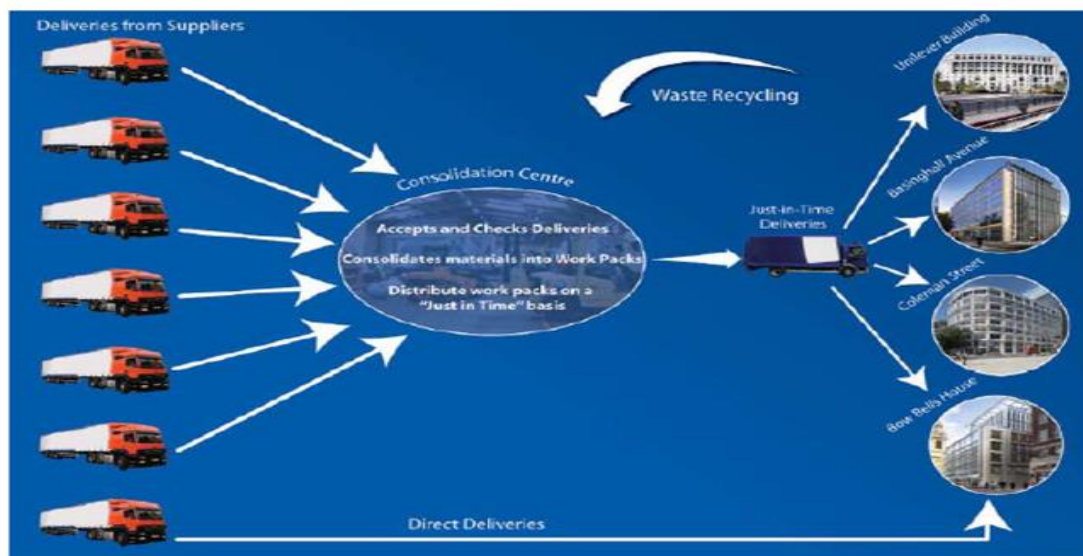 Deliveries from Suppliers
Waste Recycling
Unilever Building
Consolidation Centre
Accepts and Checks Deliveries
Consolidates materials into Work Packs
Distribute work packs on a
"Just in Time" basis
Just-in-Time
Deliveries
Basinghall Avenue
Coleman Street
Bow Bells House
Direct Deliveries